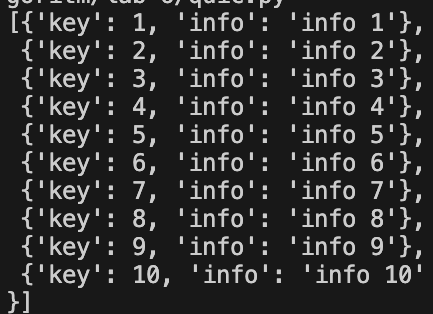 [{'key': 1, 'info': 'info 1'},
{'key': 2, 'info': 'info 2'},
{'key': 3, 'info': 'info 3'},
{'key': 4, 'info': 'info 4'},
{'key': 5, 'info': 'info 5'},
{'key': 6, 'info': 'info 6'},
{'key': 7, 'info': 'info 7'},
{'key': 8, 'info': 'info 8'},
{'key': 9, 'info': 'info 9'},
{'key': 10, 'info': 'info 10'
}]